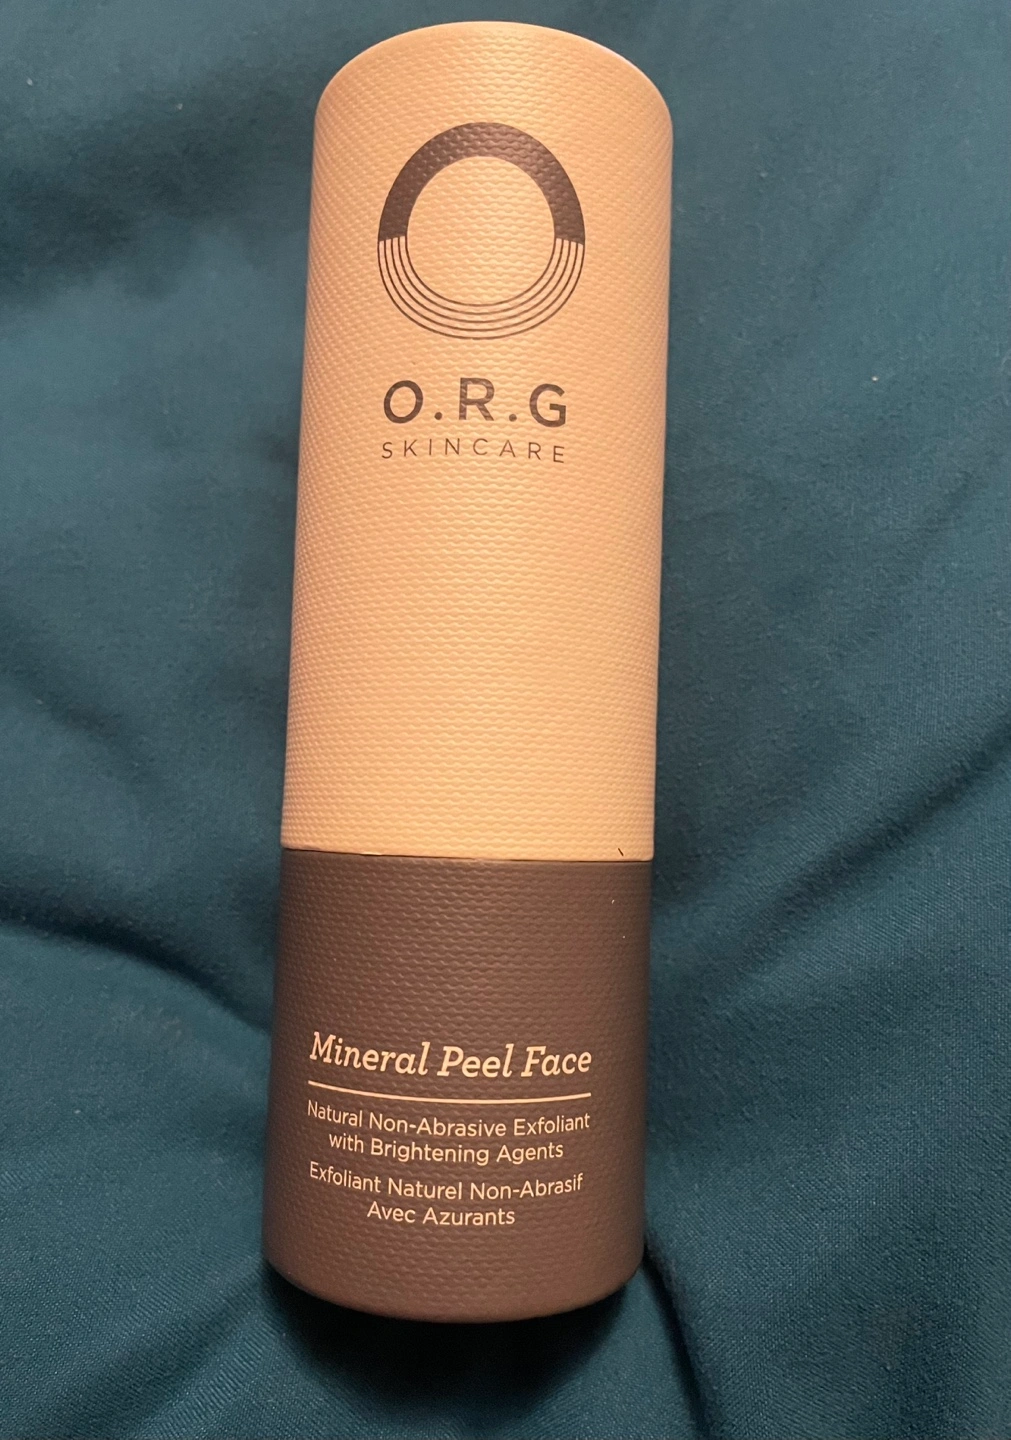 O.R.G
SKINCARE
Mineral Peel Face
Natural Non-Abrasive Exfoliant
with Brightening Agents
Exfoliant Naturel Non-Abrasif
Avec Azurants